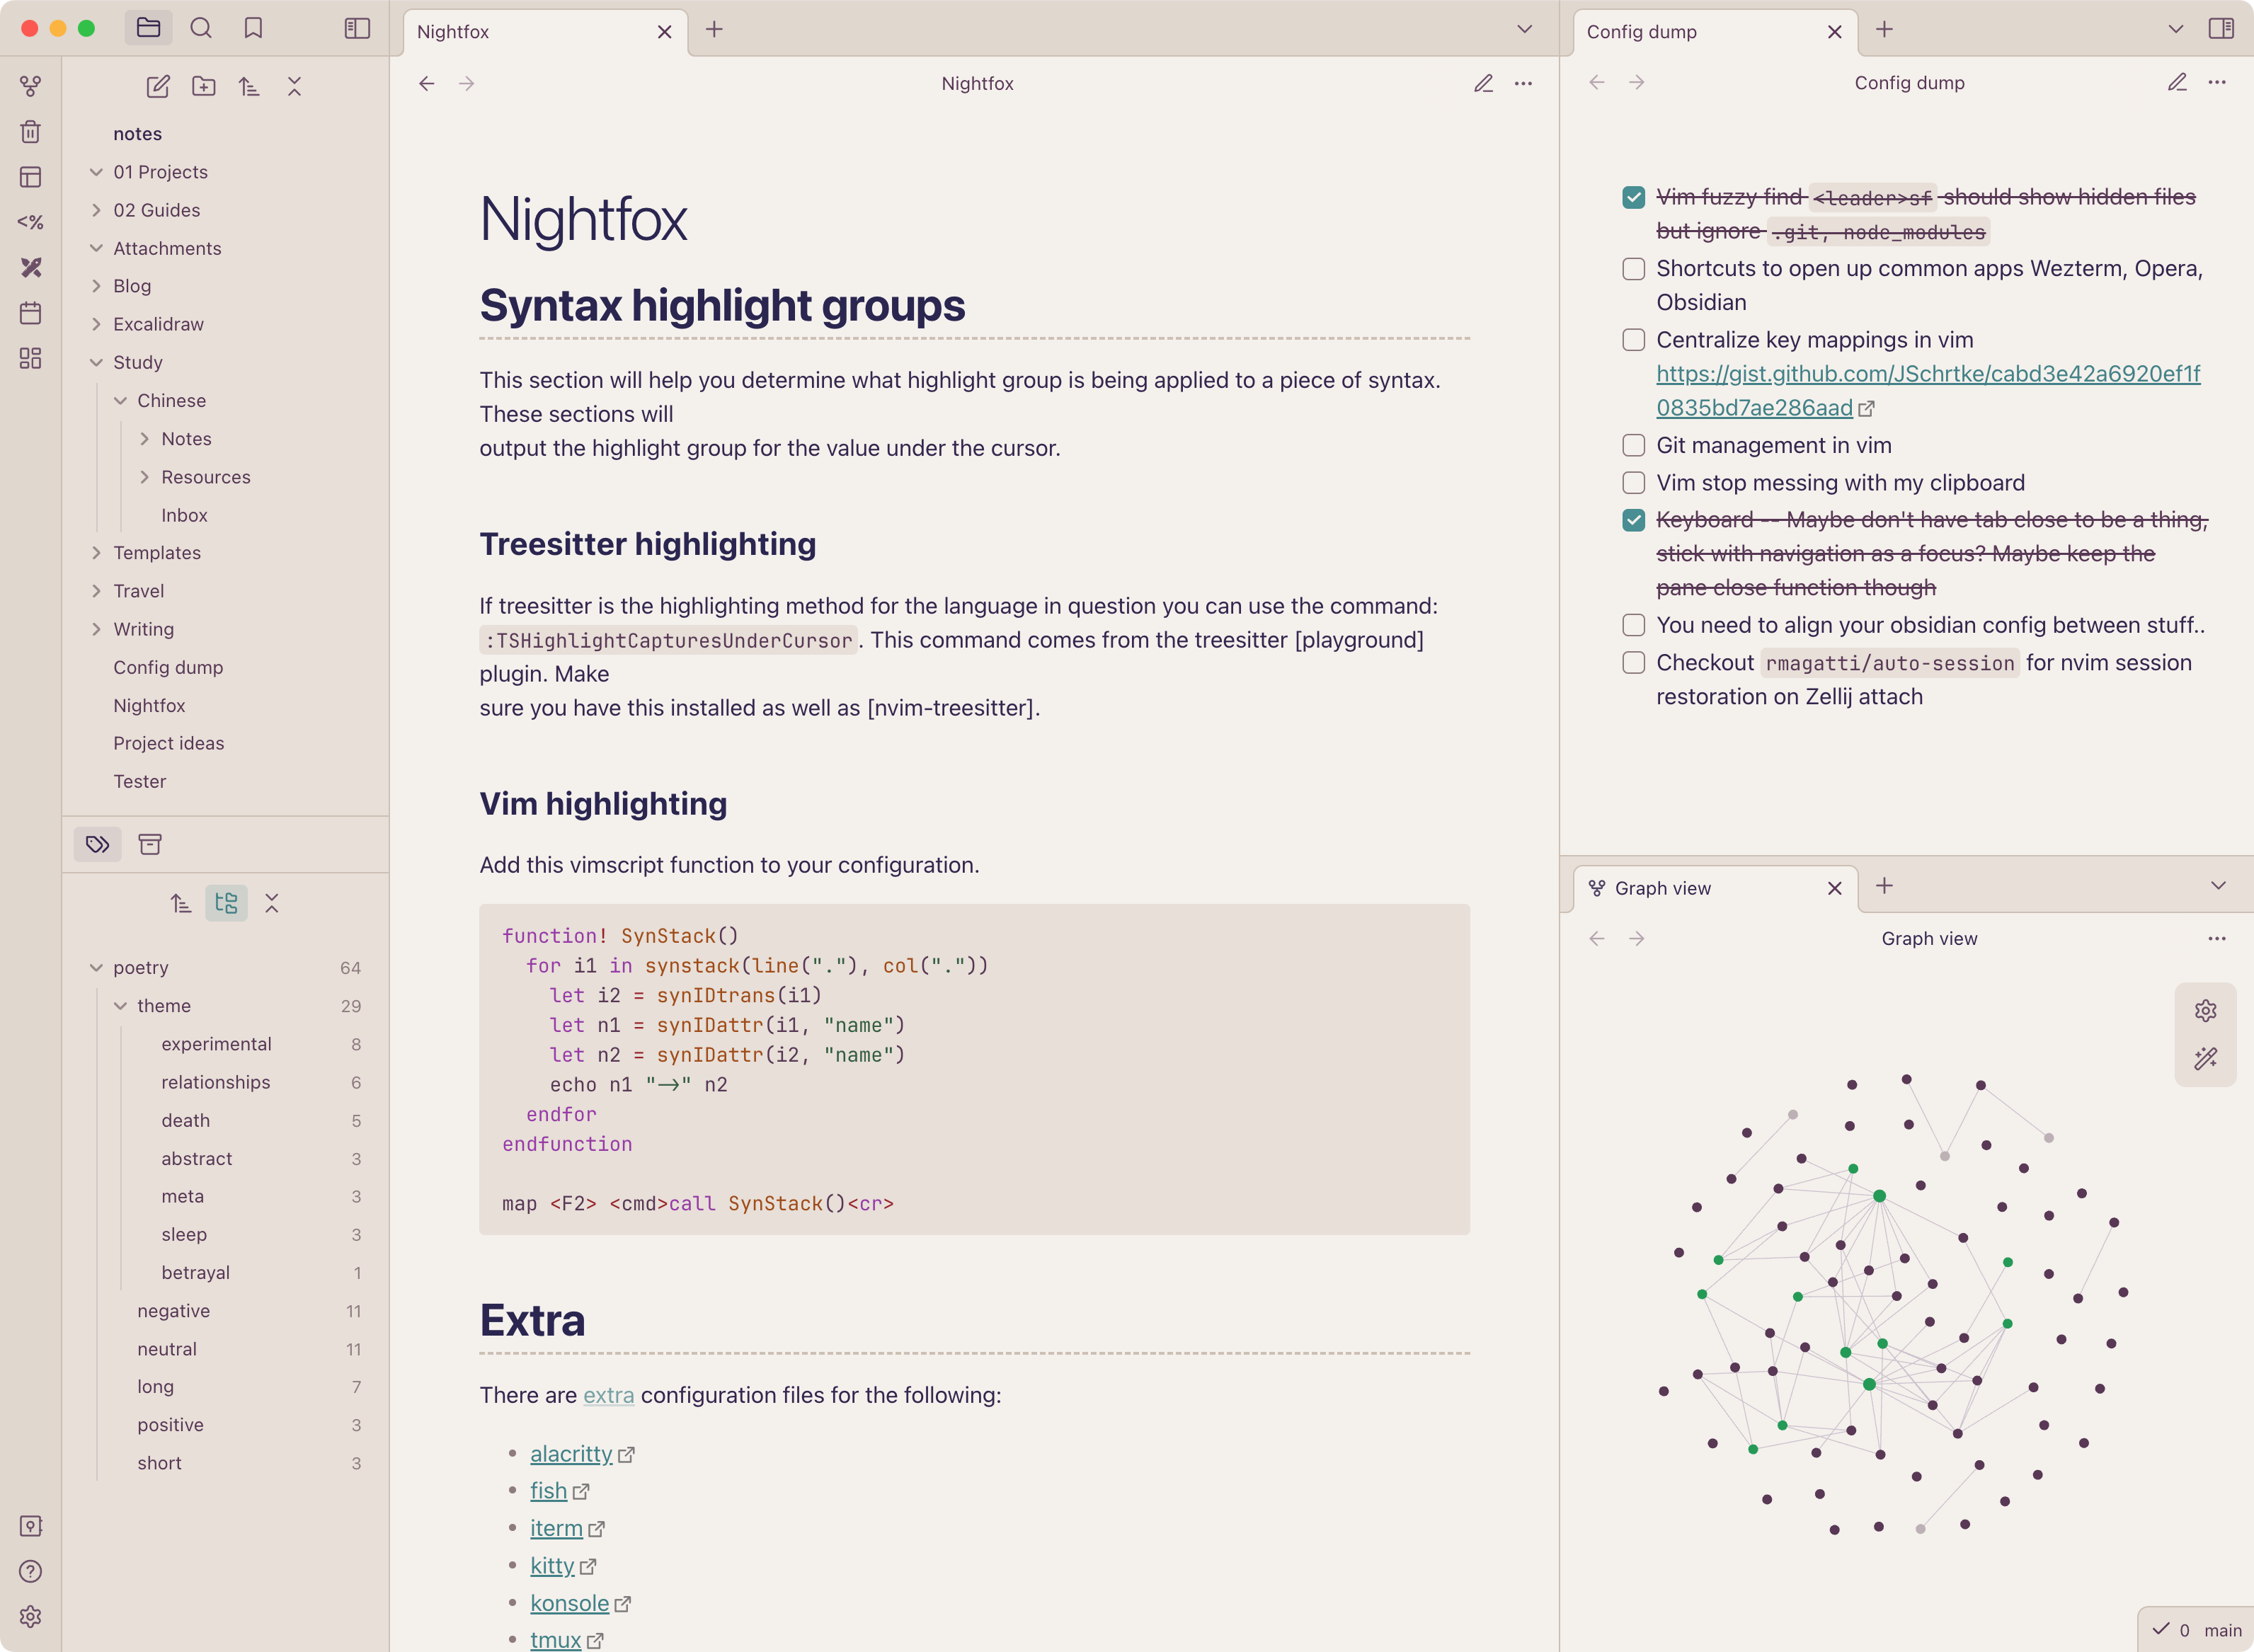 Nightfox
Config dump
<%
notes
01 Projects
02 Guides
Attachments
Blog
Excalidraw
Study
Chinese
Notes
Resources
Inbox
Templates
Travel
Writing
Config dump
Nightfox
Project ideas
Tester
poetry 64
theme 29
experimental 8
relationships 6
death 5
abstract 3
meta 3
sleep 3
betrayal 1
negative 11
neutral 11
long 7
positive 3
short 3
Nightfox
Nightfox
Syntax highlight groups
This section will help you determine what highlight group is being applied to a piece of syntax.
These sections will
output the highlight group for the value under the cursor.
Treesitter highlighting
If treesitter is the highlighting method for the language in question you can use the command:
:TSHighlightCapturesUnderCursor. This command comes from the treesitter [playground]
plugin. Make
sure you have this installed as well as [nvim-treesitter].
Vim highlighting
Add this vimscript function to your configuration.
function! SynStack()
  for i1 in synstack(line("."), col("."))
    let i2 = synIDtrans(i1)
    let n1 = synIDattr(i1, "name")
    let n2 = synIDattr(i2, "name")
    echo n1 "->" n2
  endfor
endfunction
map <F2> <cmd>call SynStack()<cr>
Extra
There are extra configuration files for the following:
• alacritty
• fish
• iterm
• kitty
• konsole
• tmux
Config dump
Vim fuzzy find <leader>sf should show hidden files
but ignore .git, node_modules
Shortcuts to open up common apps Wezterm, Opera,
Obsidian
Centralize key mappings in vim
https://gist.github.com/JSchrtke/cabd3e42a6920ef1f
0835bd7ae286aad
Git management in vim
Vim stop messing with my clipboard
Keyboard -- Maybe don't have tab close to be a thing,
stick with navigation as a focus? Maybe keep the
pane close function though
You need to align your obsidian config between stuff..
Checkout rmagatti/auto-session for nvim session
restoration on Zellij attach
Graph view
Graph view
0 main